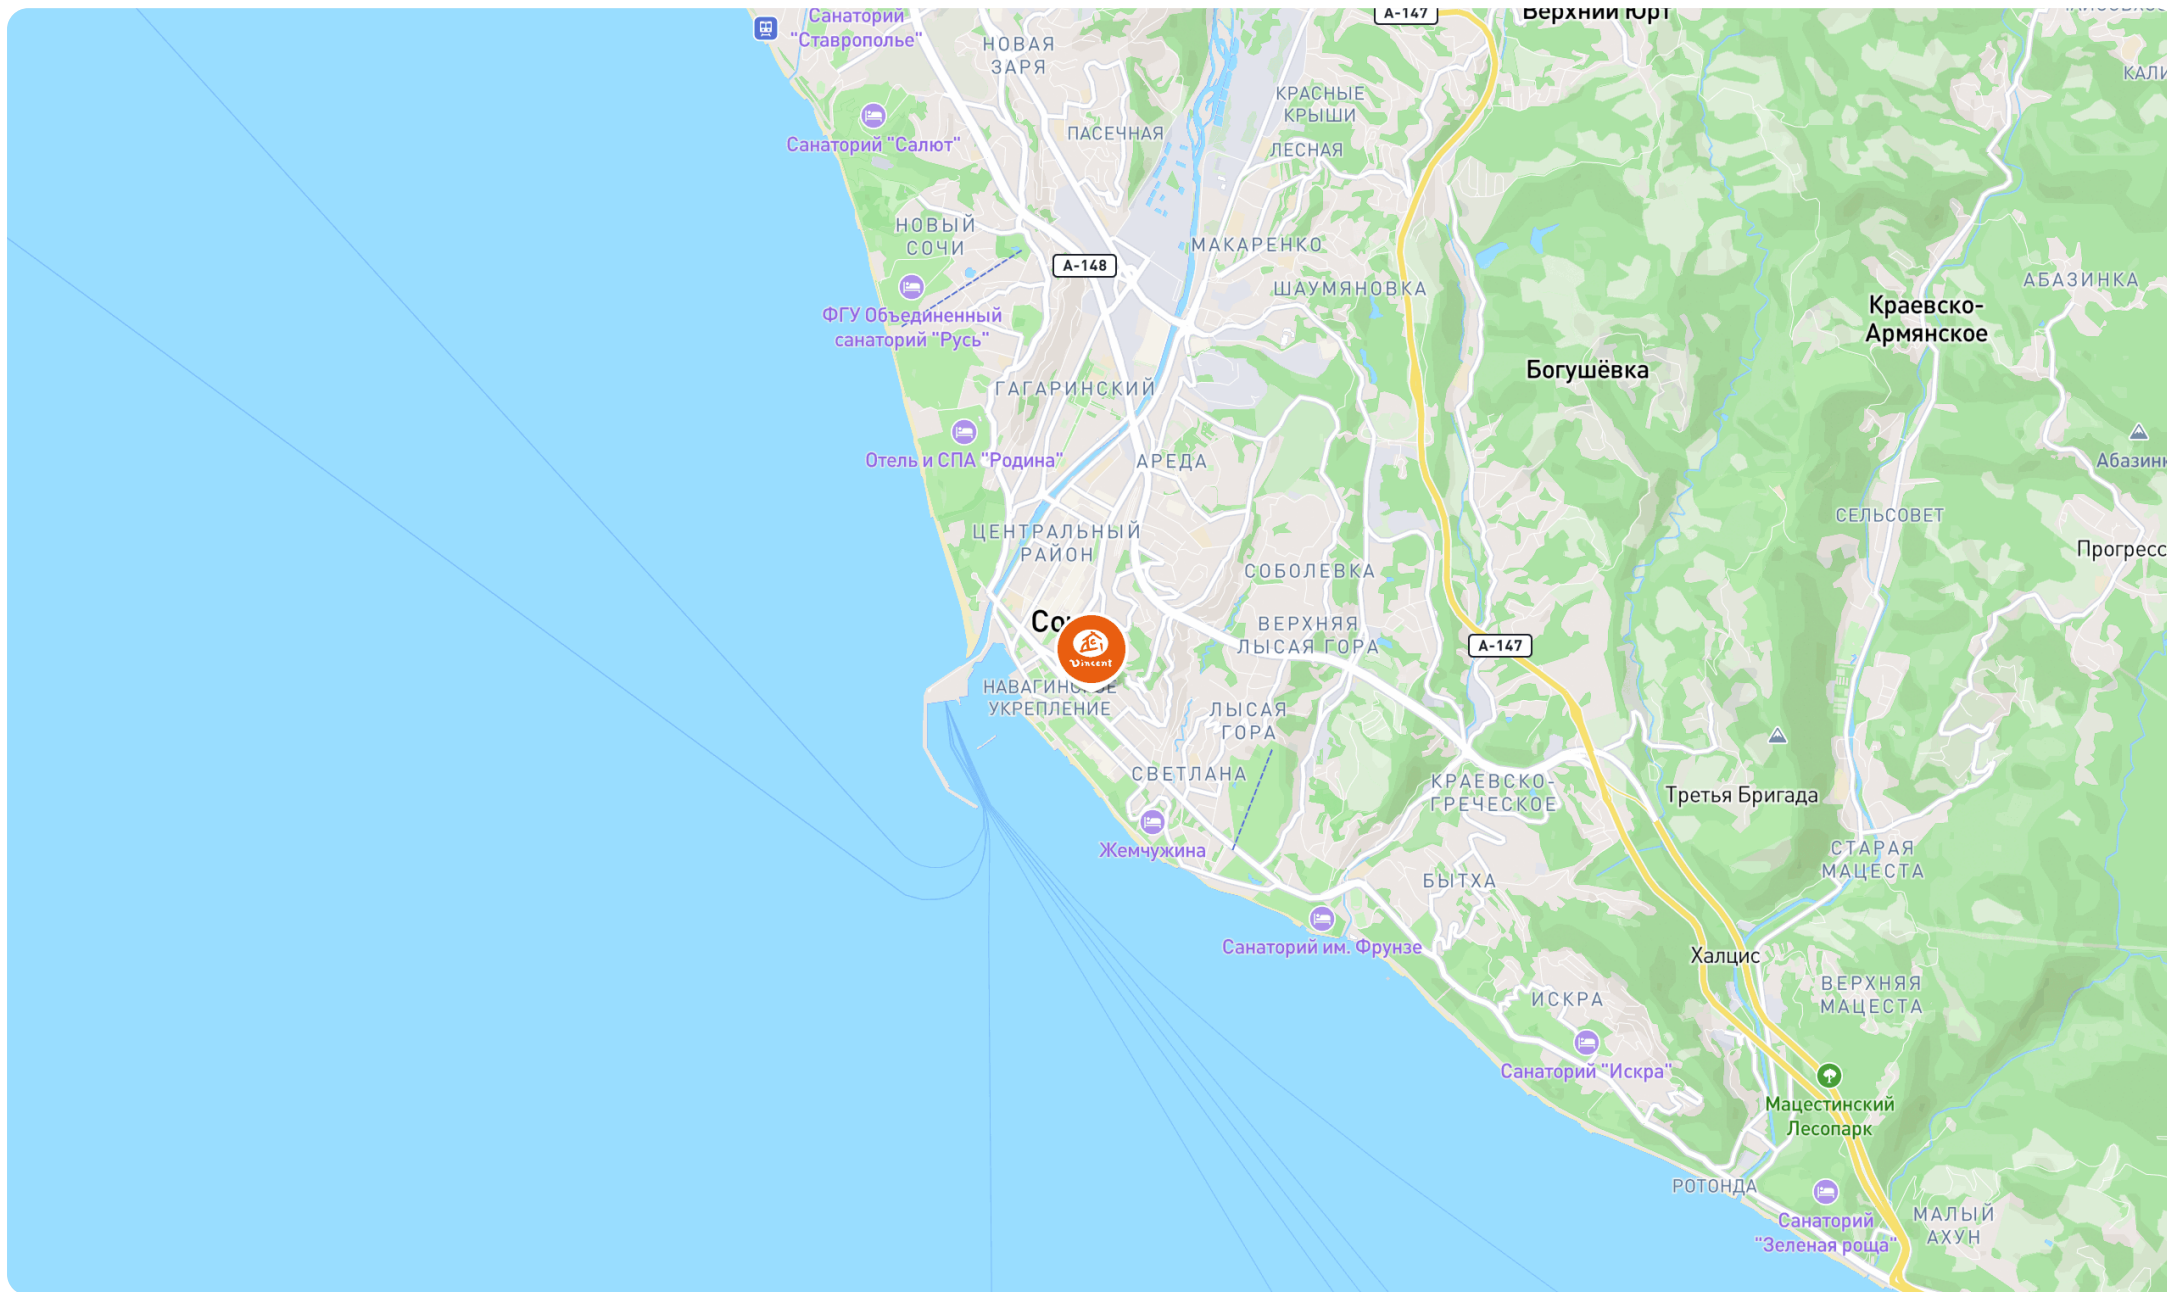 Санаторий
"Ставрополье"
НОВАЯ
ЗАРЯ
А-147
Верхний Юрт
КРАСНЫЕ
КРЫШИ
ПАСЕЧНАЯ
Санаторий "Салют"
ЛЕСНАЯ
НОВЫЙ
СОЧИ
МАКАРЕНКО
А-148
ШАУМЯНОВКА
АБАЗИНКА
Краевско-
Армянское
ФГУ Объединенный
санаторий "Русь"
Богушёвка
ГАГАРИНСКИЙ
Отель и СПА "Родина"
АРЕДА
СЕЛЬСОВЕТ
ЦЕНТРАЛЬНЫЙ
РАЙОН
Прогресс
СОБОЛЕВКА
ВЕРХНЯЯ
ЛЫСАЯ ГОРА
А-147
Vincent
УКРЕПЛЕНИЕ
ЛЫСАЯ
ГОРА
СВЕТЛАНА
КРАЕВСКО-
ГРЕЧЕСКОЕ
Третья Бригада
Жемчужина
СТАРАЯ
МАЦЕСТА
БЫТХА
Санаторий им. Фрунзе
Халцис
ВЕРХНЯЯ
МАЦЕСТА
ИСКРА
Санаторий "Искра"
Мацестинский
Лесопарк
РОТОНДА
Санаторий
"Зеленая роща"
МАЛЫЙ
АХУН